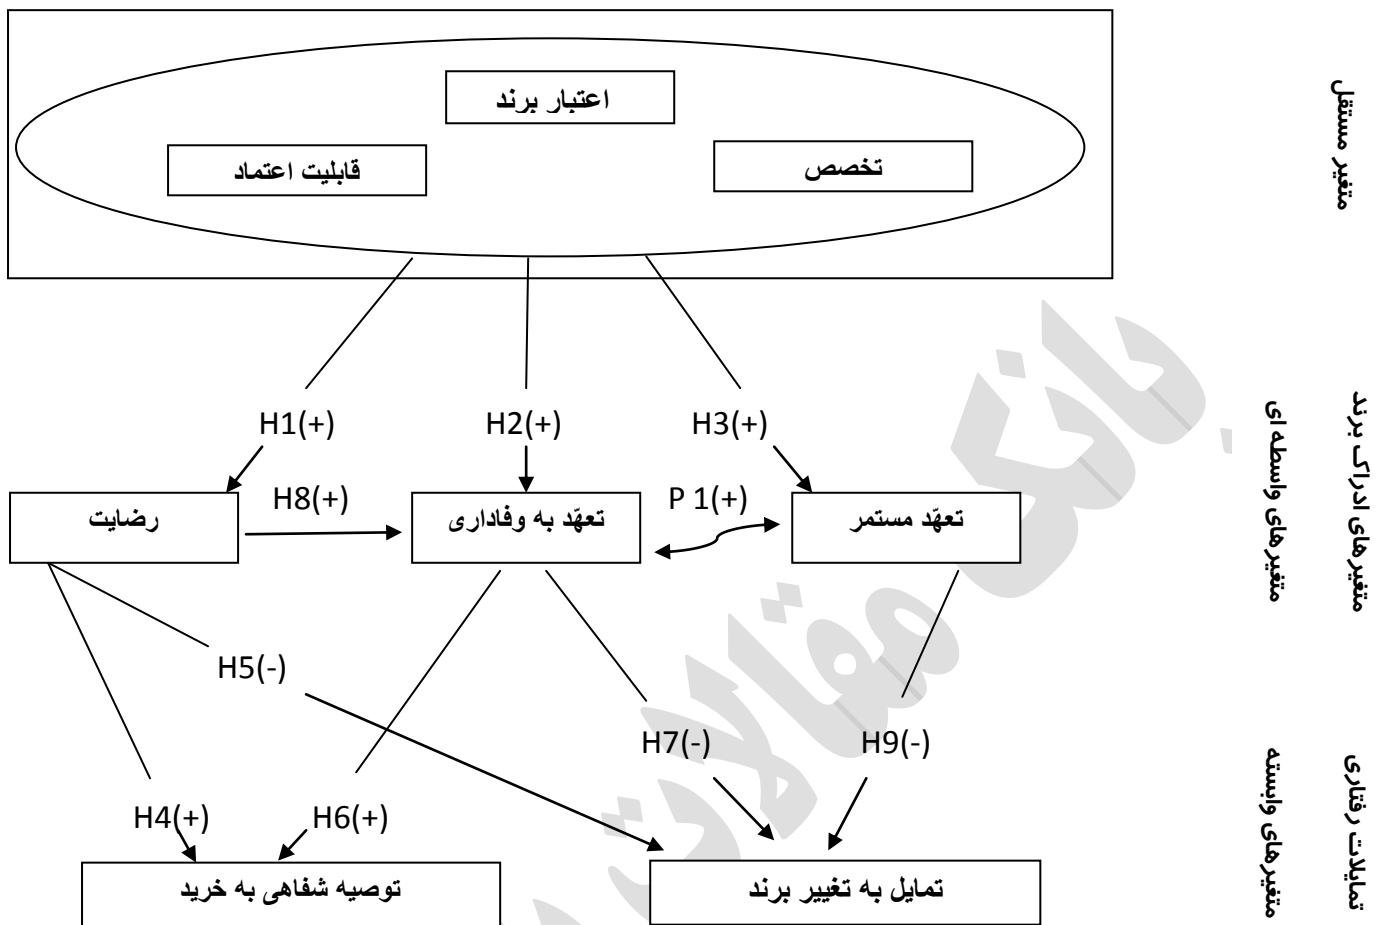 اعتبار برند
قابلیت اعتماد
تخصص
متغیر مستقل
H1(+)
H2(+)
H3(+)
رضایت
H8(+)
تعهّد به وفاداری
P 1(+)
تعهّد مستمر
متغیرهای ادراک برند
متغیرهای واسطه ای
H5(-)
H7(-)
H9(-)
H4(+)
H6(+)
توصیه شفاهی به خرید
تمایل به تغییر برند
تمایلات رفتاری
متغیرهای وابسته
بانک مقالات